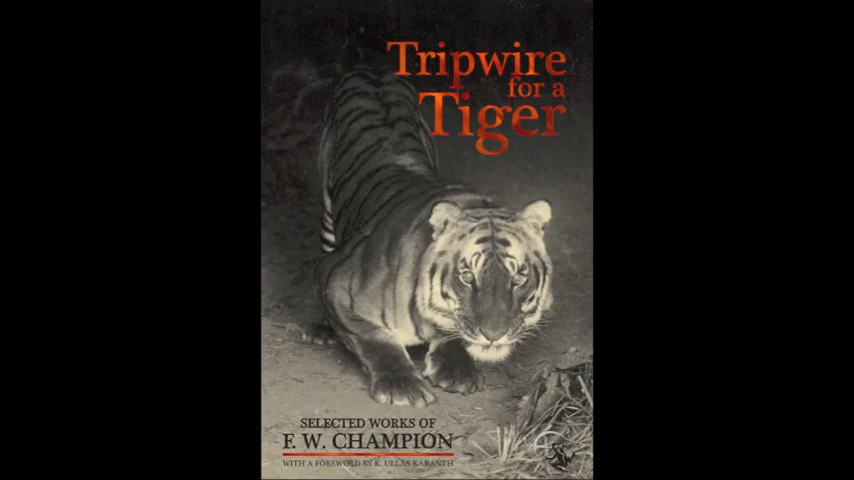 Tripwire
for a
Tiger
SELECTED WORKS OF
F. W. CHAMPION
WITH A FOREWORD BY K. ULLAS KARANTH